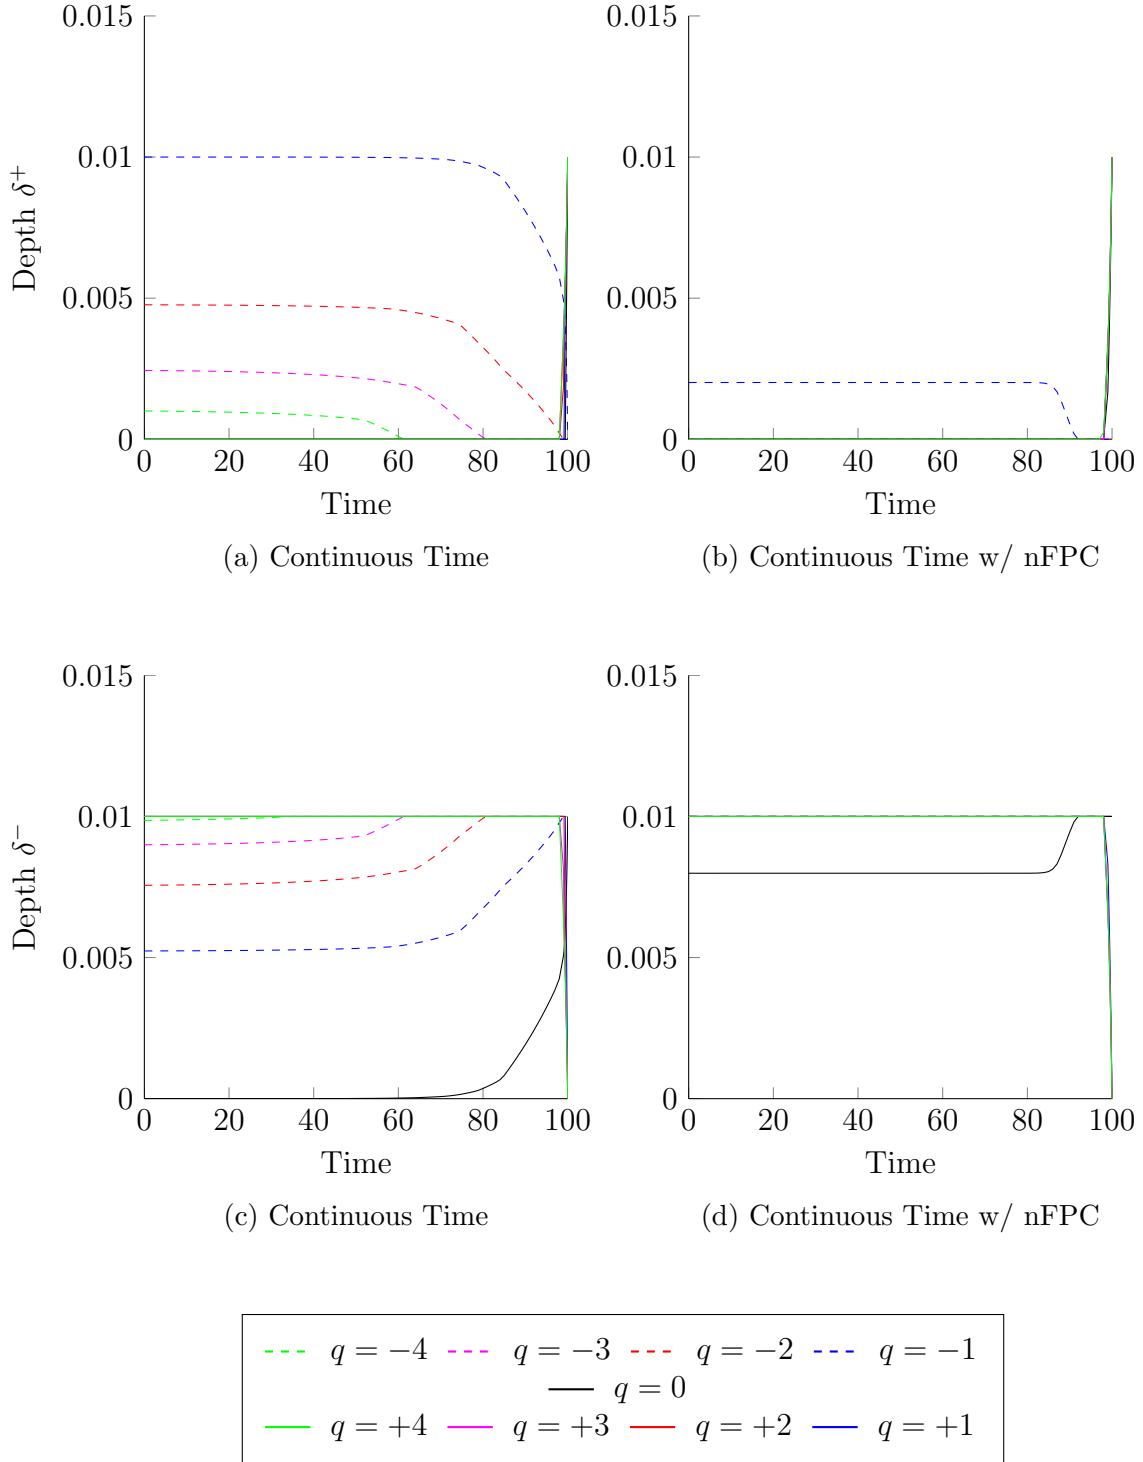 0.015
0.01
0.005
0
Depth δ⁺
0 20 40 60 80 100
Time
(a) Continuous Time
0.015
0.01
0.005
0
0 20 40 60 80 100
Time
(b) Continuous Time w/ nFPC
0.015
0.01
0.005
0
Depth δ⁻
0 20 40 60 80 100
Time
(c) Continuous Time
0.015
0.01
0.005
0
0 20 40 60 80 100
Time
(d) Continuous Time w/ nFPC
q = −4 q = −3 q = −2 q = −1
q = 0
q = +4 q = +3 q = +2 q = +1